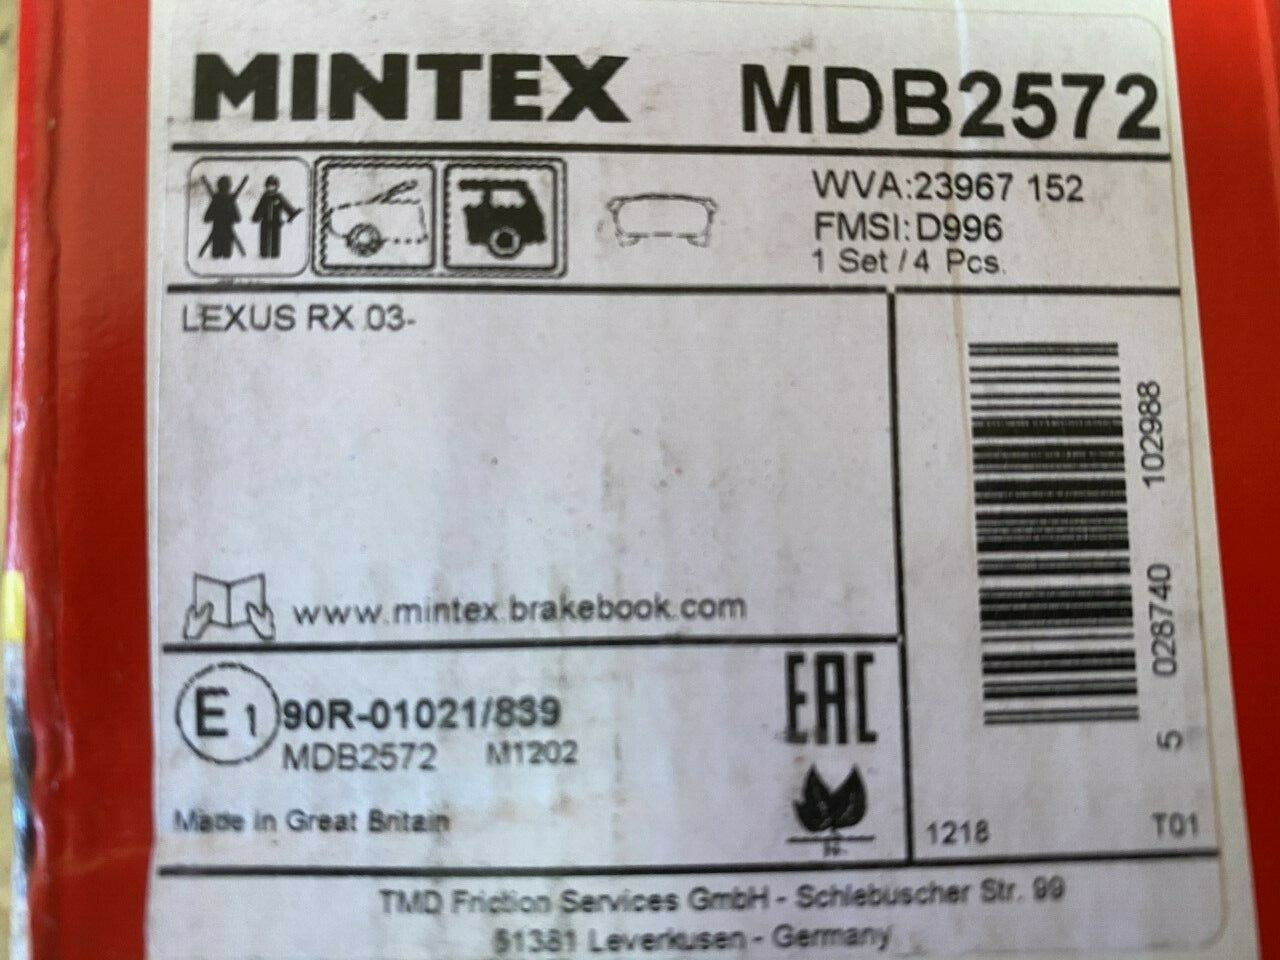 MINTEX MDB2572
WVA:23967 152
FMSI:D996
1 Set / 4 Pcs.
LEXUS RX 03-
www.mintex.brakebook.com
102988
028740
5
E1 90R-01021/839
MDB2572 M1202
EAC
Made in Great Britain
1218 T01
TMD Friction Services GmbH - Schlebuscher Str. 99
51381 Leverkusen - Germany